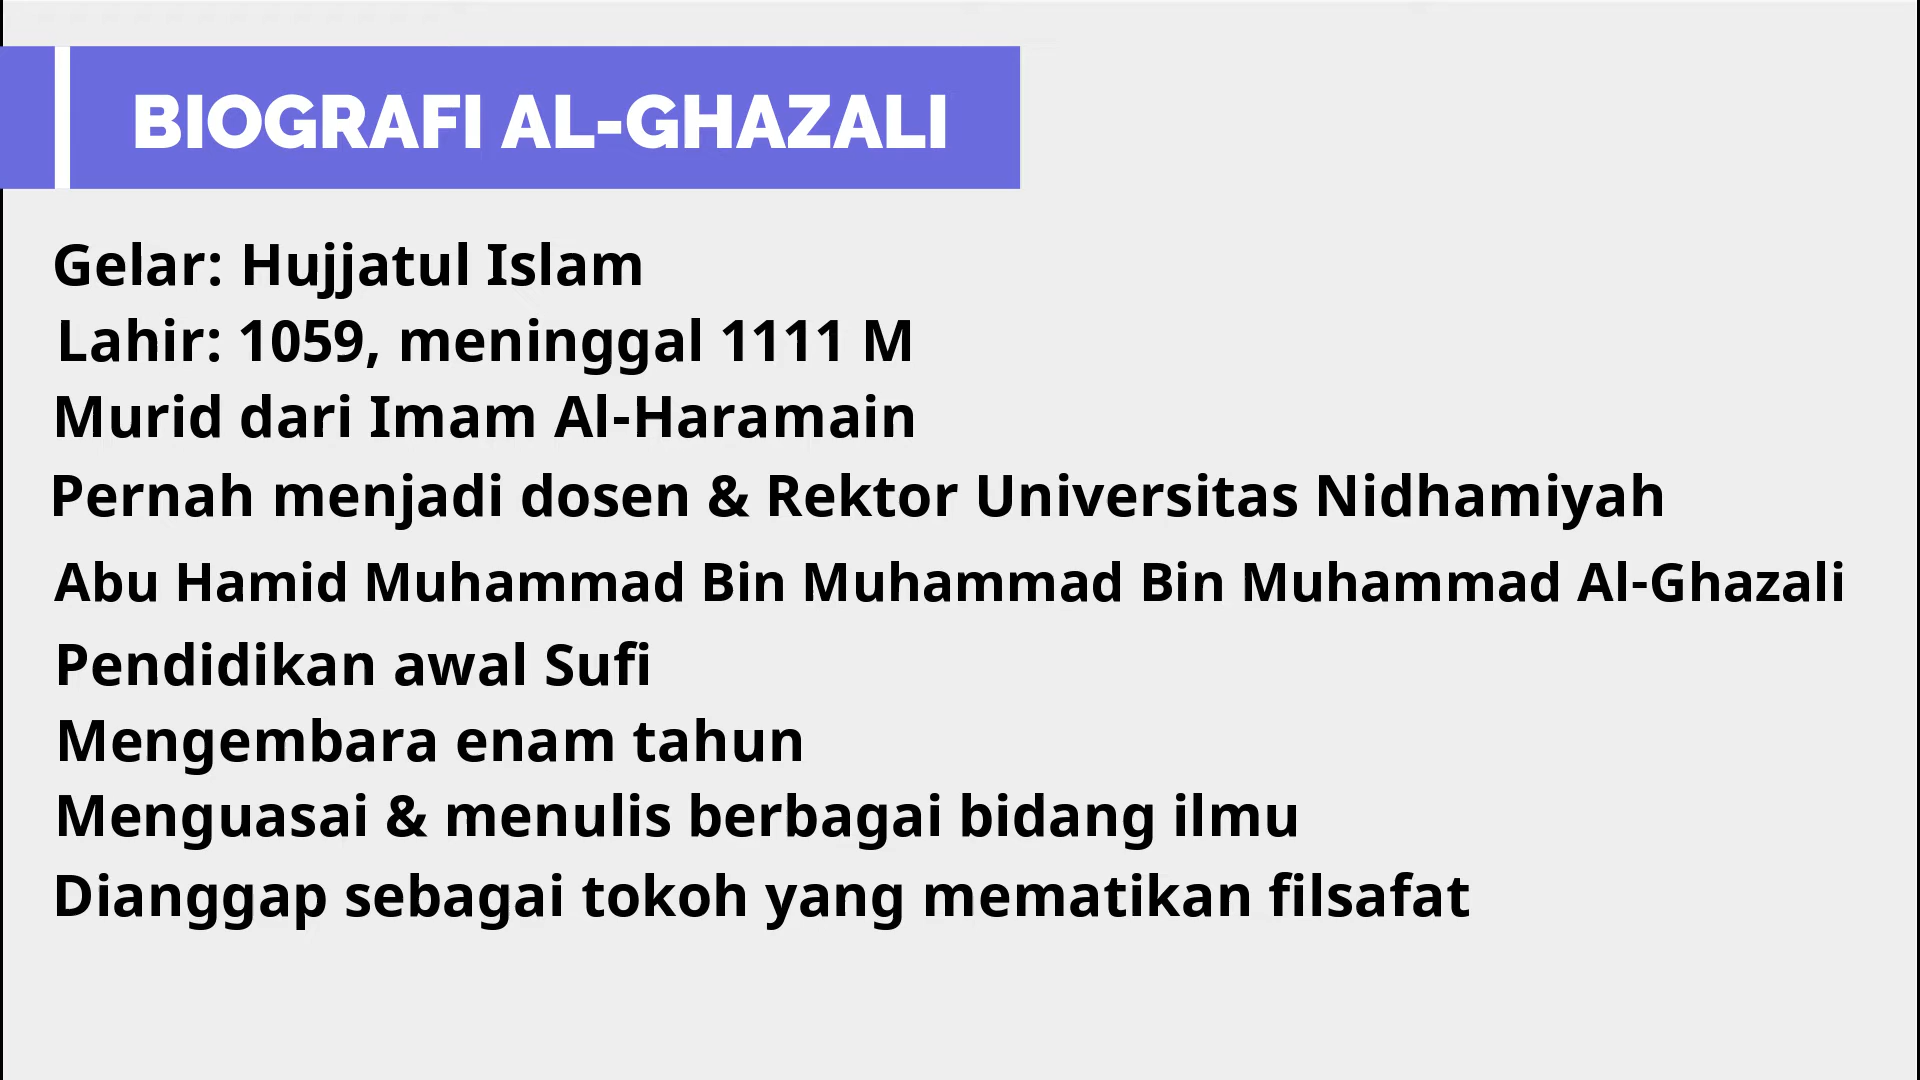 BIOGRAFI AL-GHAZALI
Gelar: Hujjatul Islam
Lahir: 1059, meninggal 1111 M
Murid dari Imam Al-Haramain
Pernah menjadi dosen & Rektor Universitas Nidhamiyah
Abu Hamid Muhammad Bin Muhammad Bin Muhammad Al-Ghazali
Pendidikan awal Sufi
Mengembara enam tahun
Menguasai & menulis berbagai bidang ilmu
Dianggap sebagai tokoh yang mematikan filsafat